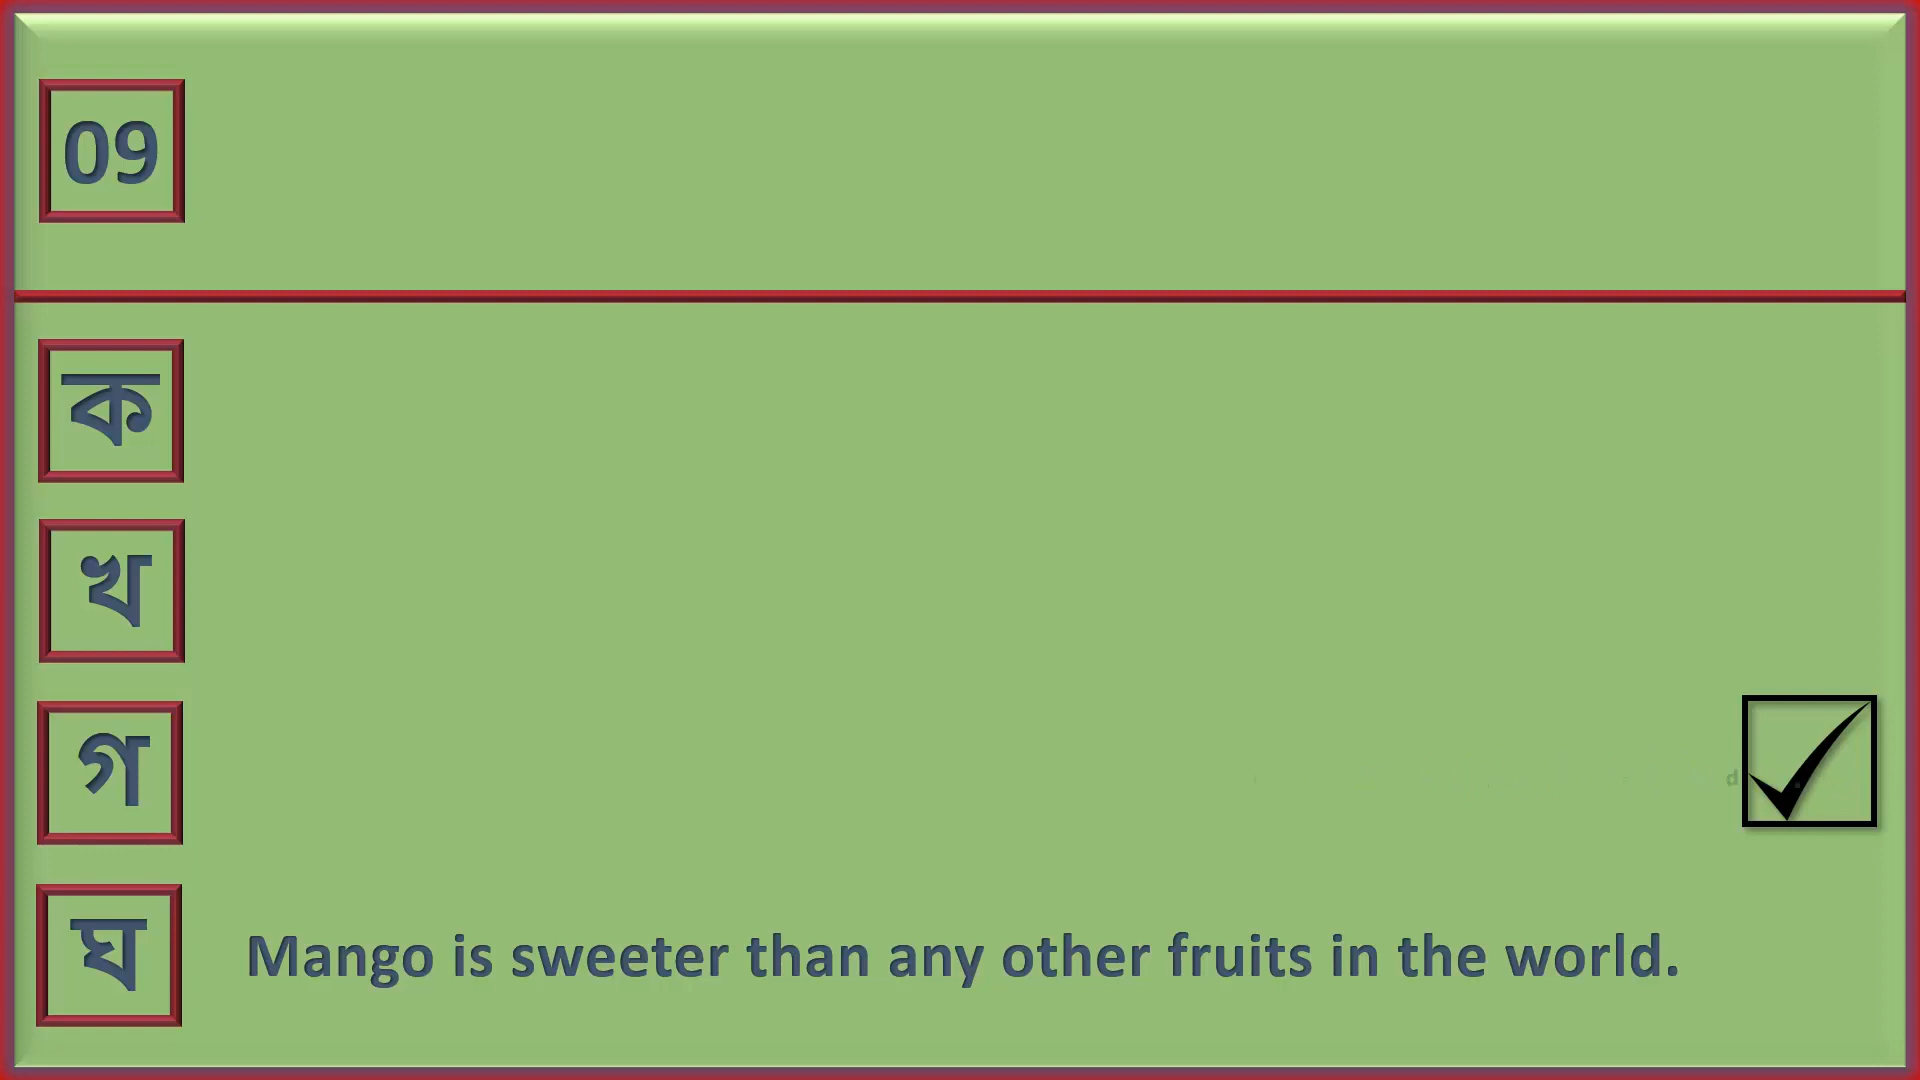 09
ক
খ
গ
ঘ Mango is sweeter than any other fruits in the world.